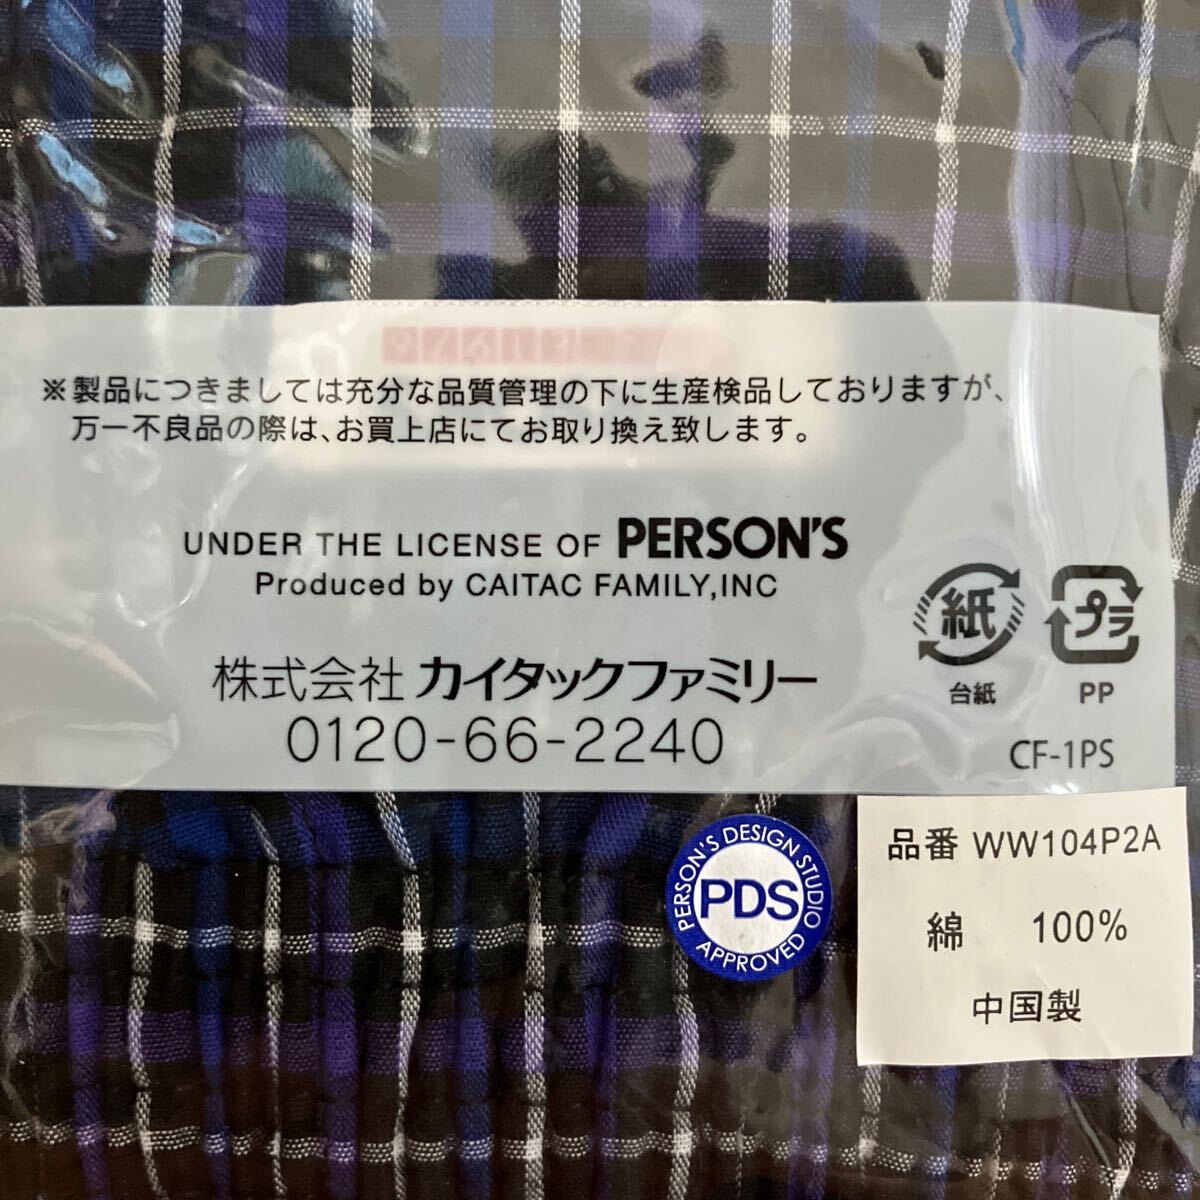 ※製品につきましては充分な品質管理の下に生産検品しておりますが、
万一不良品の際は、お買上店にてお取り換え致します。
UNDER THE LICENSE OF PERSON'S
Produced by CAITAC FAMILY,INC
株式会社 カイタックファミリー
0120-66-2240
紙
台紙
プラ
PP
CF-1PS
PERSON'S DESIGN STUDIO
PDS
APPROVED
品番 WW104P2A
綿 100%
中国製